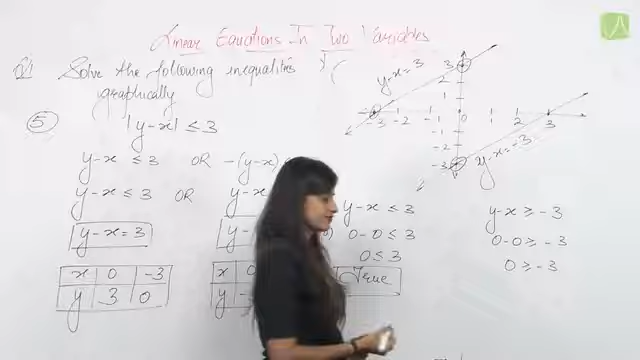 Linear Equations In Two Variables
Q1 Solve the following inequalities
graphically
5 |y-x| ≤ 3
y-x ≤ 3 OR -(y-x)
y-x ≤ 3 OR y-x
y-x = 3
x 0 -3
y 3 0
x 0
y
y-x ≤ 3
0-0 ≤ 3
0 ≤ 3
True
y-x ≥ -3
0-0 ≥ -3
0 ≥ -3
y-x=3
3
2
-3 -2 0 1 2 3
-1
-2
-3
y-x=-3